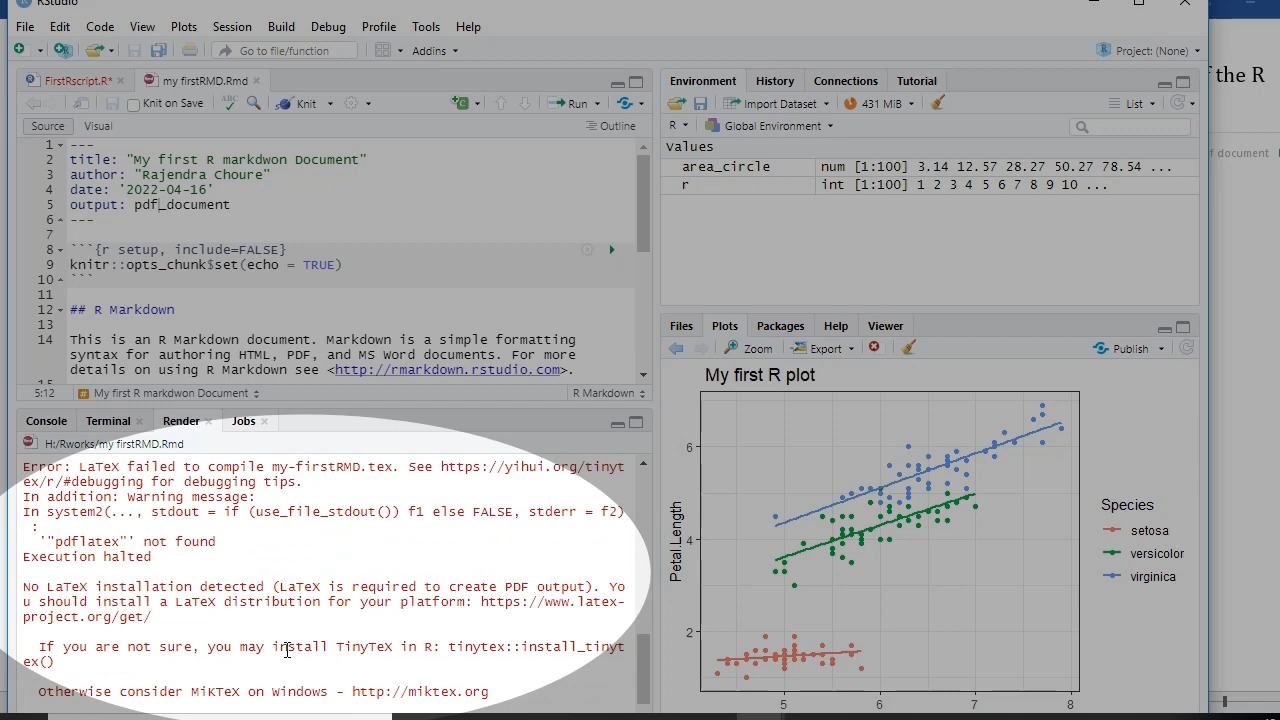 RStudio
File Edit Code View Plots Session Build Debug Profile Tools Help
Go to file/function Addins Project: (None)
FirstRscript.R* my firstRMD.Rmd
Knit on Save ABC Knit Run
Source Visual Outline
1 ---
2 title: "My first R markdwon Document"
3 author: "Rajendra Choure"
4 date: '2022-04-16'
5 output: pdf_document
6 ---
7
8 ```{r setup, include=FALSE}
9 knitr::opts_chunk$set(echo = TRUE)
10 ```
11
12 ## R Markdown
13
14 This is an R Markdown document. Markdown is a simple formatting
syntax for authoring HTML, PDF, and MS Word documents. For more
details on using R Markdown see <http://rmarkdown.rstudio.com>.
15
5:12 # My first R markdwon Document R Markdown
Console Terminal Render Jobs
H:/Rworks/my firstRMD.Rmd
Error: LaTeX failed to compile my-firstRMD.tex. See https://yihui.org/tinyt
ex/r/#debugging for debugging tips.
In addition: Warning message:
In system2(..., stdout = if (use_file_stdout()) f1 else FALSE, stderr = f2)
:
'"pdflatex"' not found
Execution halted
No LaTeX installation detected (LaTeX is required to create PDF output). Yo
u should install a LaTeX distribution for your platform: https://www.latex-
project.org/get/
If you are not sure, you may install TinyTeX in R: tinytex::install_tinyt
ex()
Otherwise consider MiKTeX on Windows - http://miktex.org
Environment History Connections Tutorial
Import Dataset 431 MiB List
R Global Environment
Values
area_circle num [1:100] 3.14 12.57 28.27 50.27 78.54 ...
r int [1:100] 1 2 3 4 5 6 7 8 9 10 ...
Files Plots Packages Help Viewer
Zoom Export Publish
My first R plot
Petal.Length
6
4
2
5 6 7 8
Species
setosa
versicolor
virginica
f the R
f document